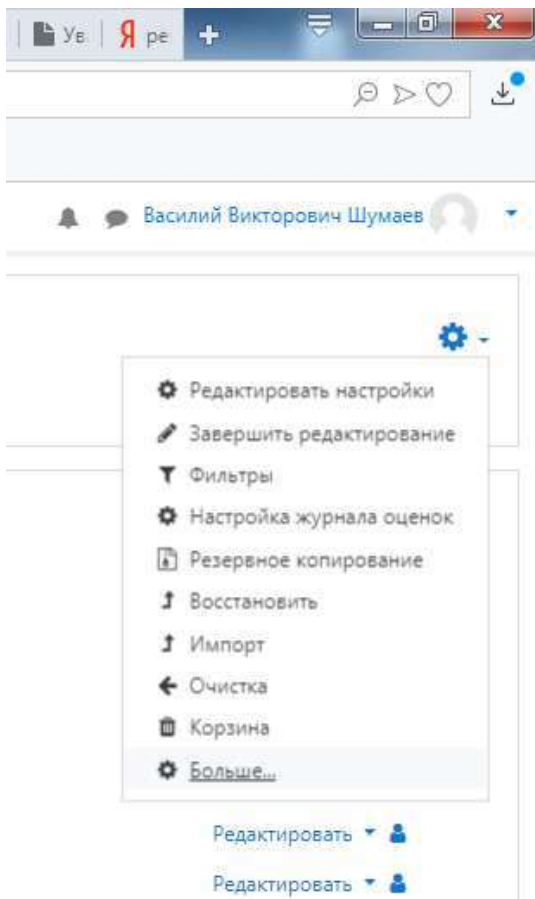 Ув Я ре
Василий Викторович Шумаев
Редактировать настройки
Завершить редактирование
Фильтры
Настройка журнала оценок
Резервное копирование
Восстановить
Импорт
Очистка
Корзина
Больше...
Редактировать
Редактировать